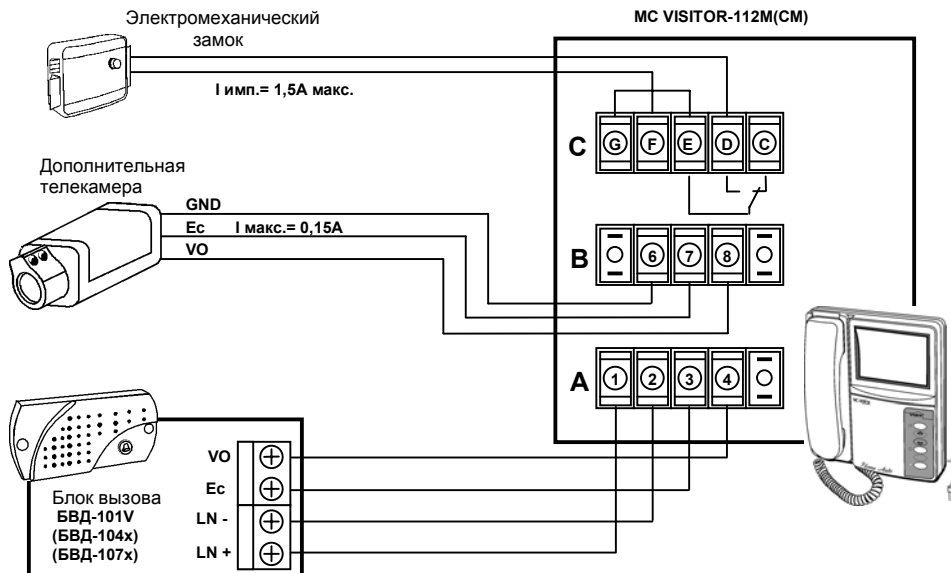 Электромеханический
замок
MC VISITOR-112M(CM)
I имп.= 1,5А макс.
C G F E D C
Дополнительная
телекамера
GND
Ec I макс.= 0,15А
VO
B 6 7 8
A 1 2 3 4
VO
Ec
LN -
LN +
Блок вызова
БВД-101V
(БВД-104х)
(БВД-107х)